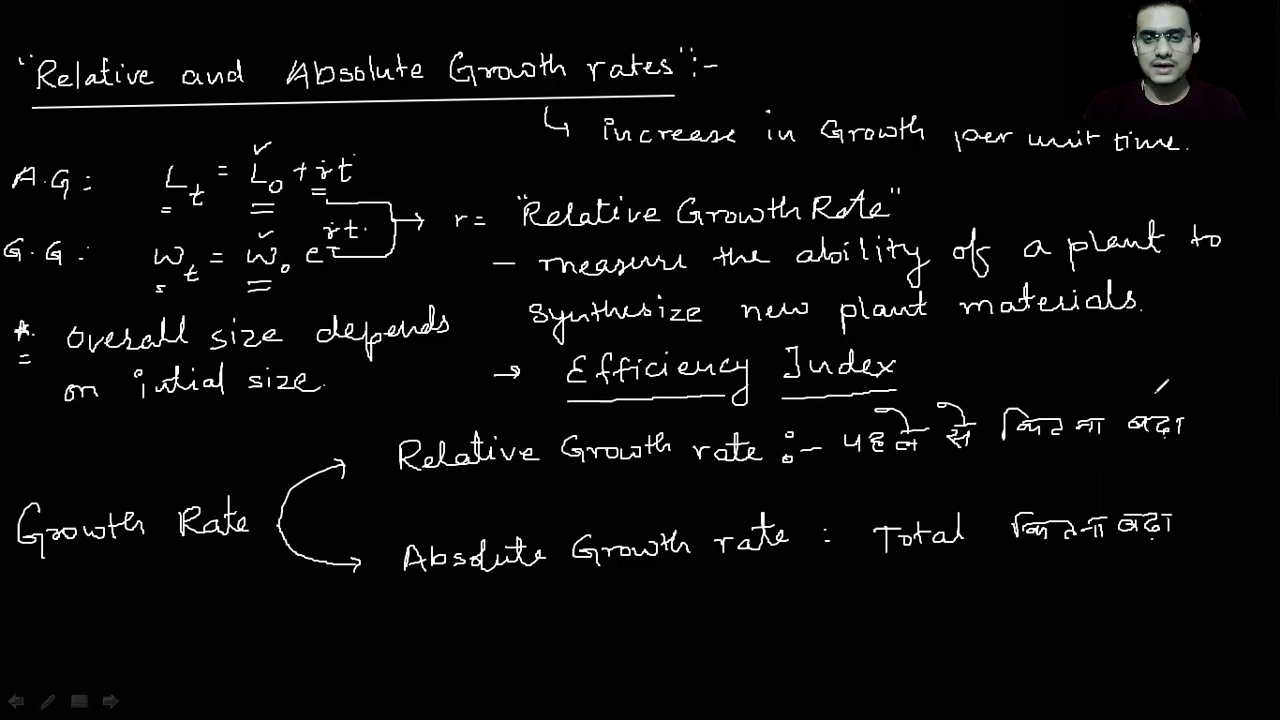 "Relative and Absolute Growth rates":-
↳ increase in Growth per unit time.
A.G: L_t = L_0 + rt
G.G: W_t = W_0 e^rt.
→ r = "Relative Growth Rate"
- measure the ability of a plant to
synthesize new plant materials.
→ Efficiency Index
* overall size depends
on intial size.
Growth Rate
Relative Growth rate :- पहले से कितना बढ़ा
Absolute Growth rate : Total कितना बढ़ा